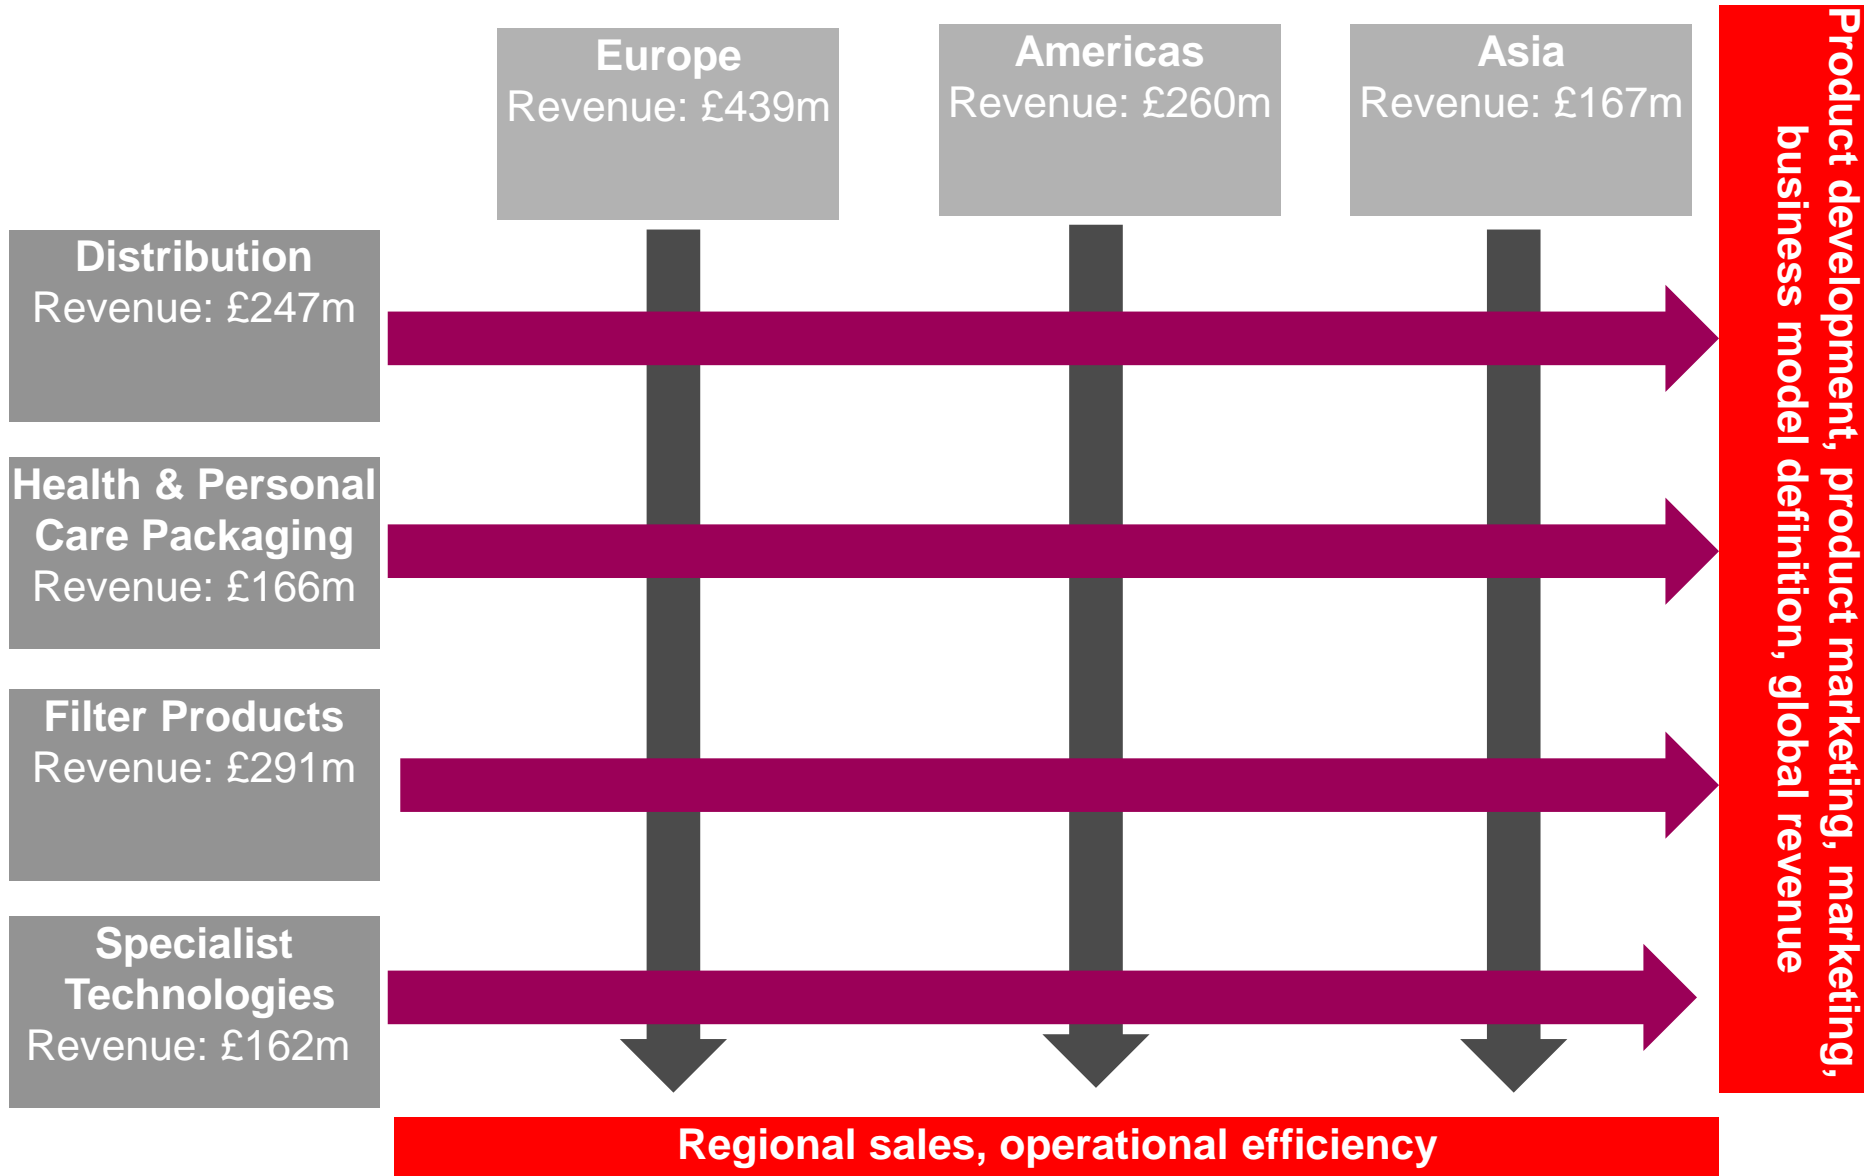 Europe
Revenue: £439m
Americas
Revenue: £260m
Asia
Revenue: £167m
Distribution
Revenue: £247m
Health & Personal
Care Packaging
Revenue: £166m
Filter Products
Revenue: £291m
Specialist
Technologies
Revenue: £162m
Product development, product marketing, marketing,
business model definition, global revenue
Regional sales, operational efficiency